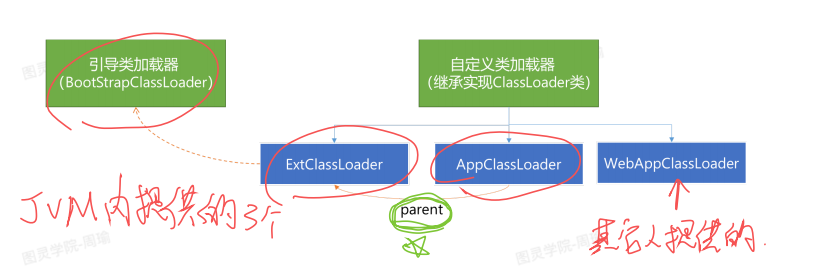 引导类加载器
(BootStrapClassLoader)
自定义类加载器
(继承实现ClassLoader类)
ExtClassLoader
AppClassLoader
WebAppClassLoader
parent
JVM内提供的3个
其它人提供的.
图灵学院-周瑜
图灵学院-周